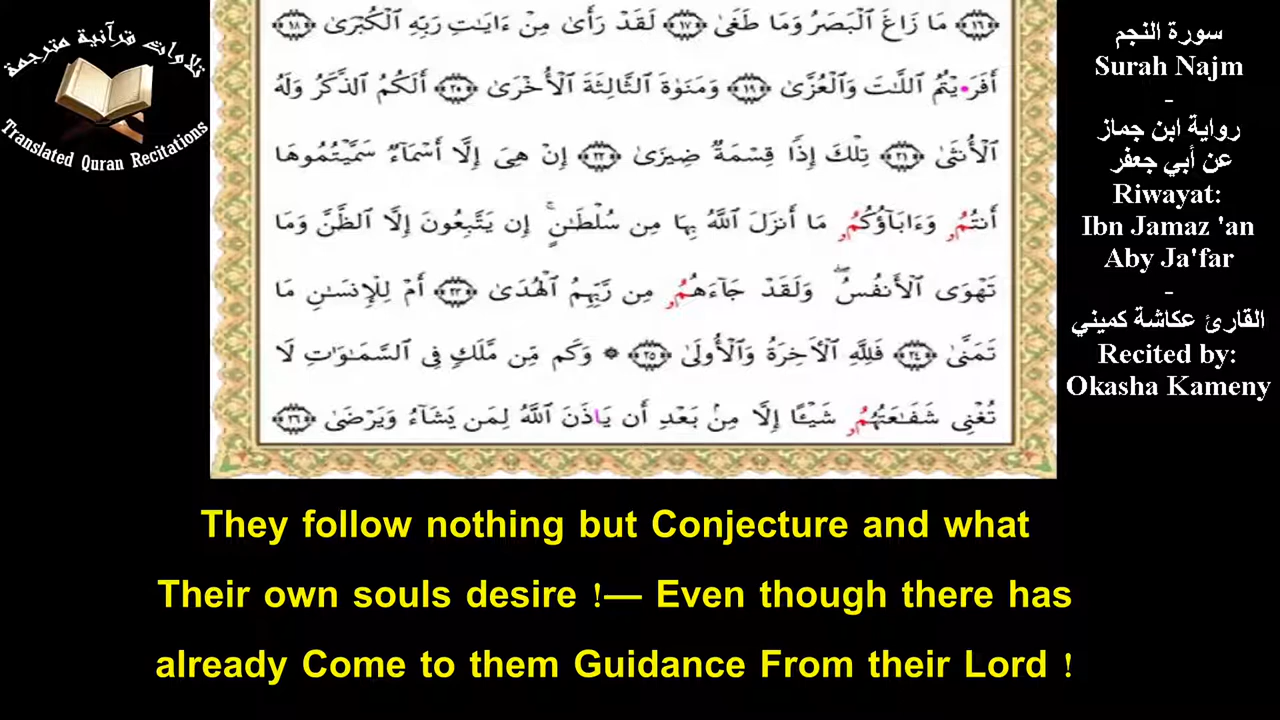 تلاوات قرآنية مترجمة
Translated Quran Recitations
﴿١٦﴾ مَا زَاغَ ٱلْبَصَرُ وَمَا طَغَىٰ ﴿١٧﴾ لَقَدْ رَأَىٰ مِنْ ءَايَـٰتِ رَبِّهِ ٱلْكُبْرَىٰ ﴿١٨﴾
أَفَرَ•يْتُمُ ٱللَّـٰتَ وَٱلْعُزَّىٰ ﴿١٩﴾ وَمَنَوٰةَ ٱلثَّالِثَةَ ٱلْأُخْرَىٰ ﴿٢٠﴾ أَلَكُمُ ٱلذَّكَرُ وَلَهُ
ٱلْأُنثَىٰ ﴿٢١﴾ تِلْكَ إِذًا قِسْمَةٌ ضِيزَىٰ ﴿٢٢﴾ إِنْ هِىَ إِلَّا أَسْمَآءٌ سَمَّيْتُمُوهَا
أَنتُمُۥ وَءَابَآؤُكُمُۥ مَا أَنزَلَ ٱللَّهُ بِهَا مِن سُلْطَـٰنٍ ۚ إِن يَتَّبِعُونَ إِلَّا ٱلظَّنَّ وَمَا
تَهْوَى ٱلْأَنفُسُ ۖ وَلَقَدْ جَآءَهُمُۥ مِن رَّبِّهِمُ ٱلْهُدَىٰ ﴿٢٣﴾ أَمْ لِلْإِنسَـٰنِ مَا
تَمَنَّىٰ ﴿٢٤﴾ فَلِلَّهِ ٱلْأَخِرَةُ وَٱلْأُولَىٰ ﴿٢٥﴾ ۞ وَكَم مِّن مَّلَكٍ فِى ٱلسَّمَـٰوَٰتِ لَا
تُغْنِى شَفَـٰعَتُهُمُۥ شَيْـًٔا إِلَّا مِنۢ بَعْدِ أَن يَاذَنَ ٱللَّهُ لِمَن يَشَآءُ وَيَرْضَىٰ ﴿٢٦﴾
سورة النجم
Surah Najm
-
رواية ابن جماز
عن أبي جعفر
Riwayat:
Ibn Jamaz 'an
Aby Ja'far
-
القارئ عكاشة كميني
Recited by:
Okasha Kameny
They follow nothing but Conjecture and what
Their own souls desire !— Even though there has
already Come to them Guidance From their Lord !